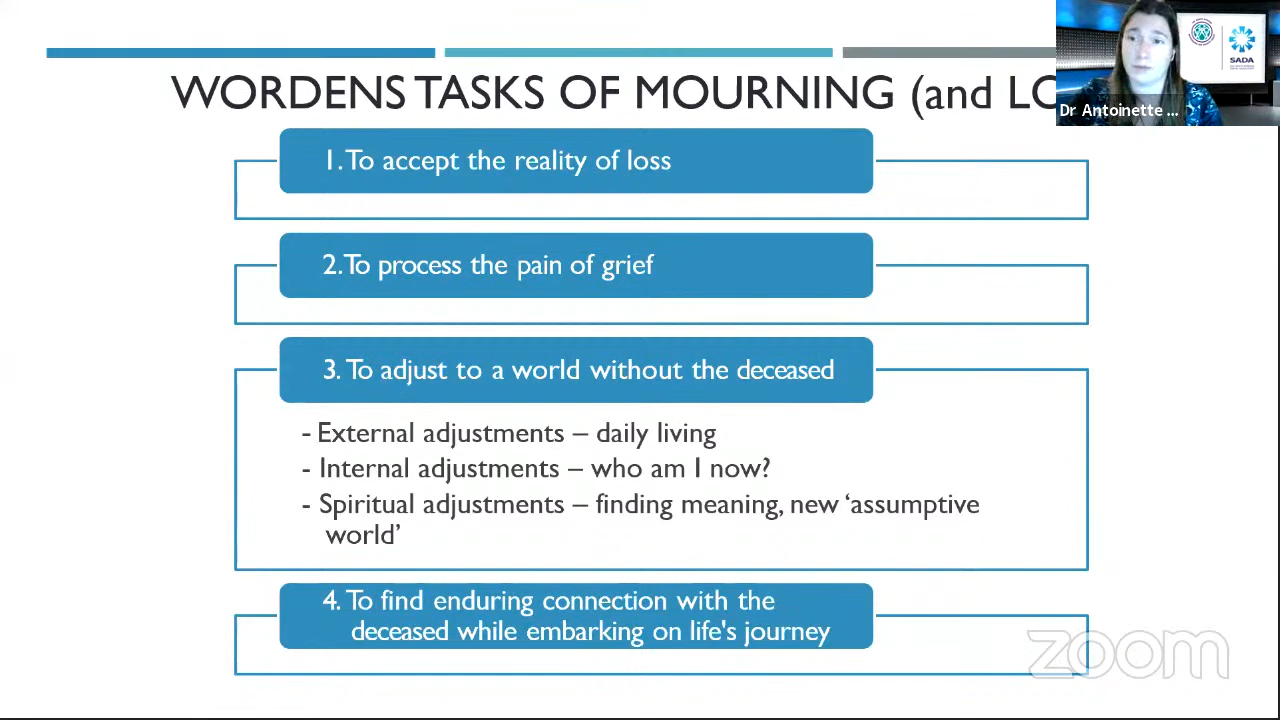 WORDENS TASKS OF MOURNING (and LO
SADA
Dr Antoinette ...
1. To accept the reality of loss
2. To process the pain of grief
3. To adjust to a world without the deceased
- External adjustments – daily living
- Internal adjustments – who am I now?
- Spiritual adjustments – finding meaning, new ‘assumptive
world’
4. To find enduring connection with the
deceased while embarking on life's journey
zoom